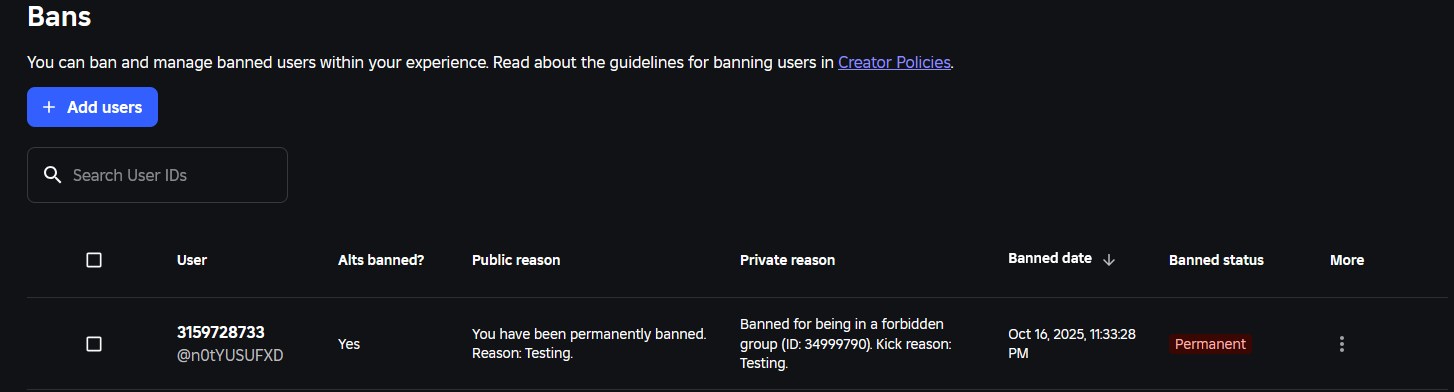 Bans
You can ban and manage banned users within your experience. Read about the guidelines for banning users in Creator Policies.
+ Add users
Search User IDs
User Alts banned? Public reason Private reason Banned date Banned status More
3159728733
@n0tYUSUFXD
Yes
You have been permanently banned.
Reason: Testing.
Banned for being in a forbidden
group (ID: 34999790). Kick reason:
Testing.
Oct 16, 2025, 11:33:28
PM
Permanent